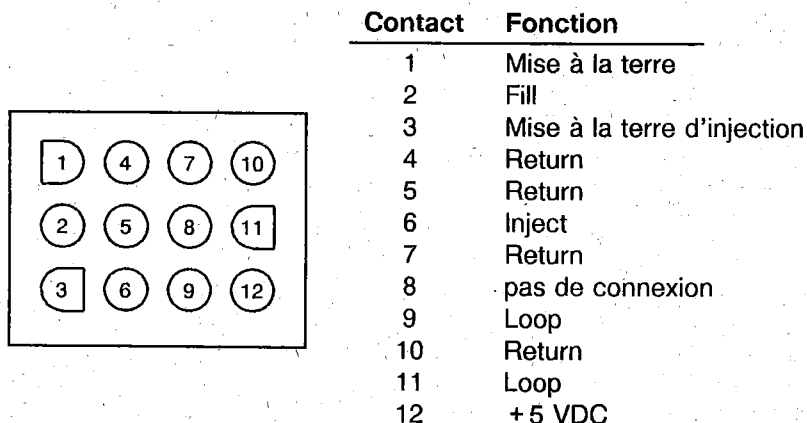 Contact Fonction
1 Mise à la terre
2 Fill
3 Mise à la terre d'injection
4 Return
5 Return
6 Inject
7 Return
8 pas de connexion
9 Loop
10 Return
11 Loop
12 +5 VDC
1 4 7 10
2 5 8 11
3 6 9 12